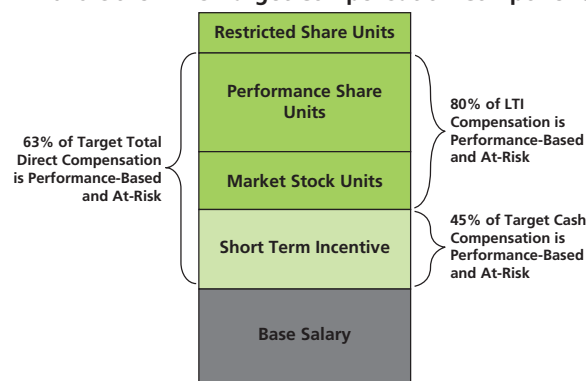 Restricted Share Units
Performance Share
Units
Market Stock Units
Short Term Incentive
Base Salary
63% of Target Total
Direct Compensation
is Performance-Based
and At-Risk
80% of LTI
Compensation is
Performance-Based
and At-Risk
45% of Target Cash
Compensation is
Performance-Based
and At-Risk